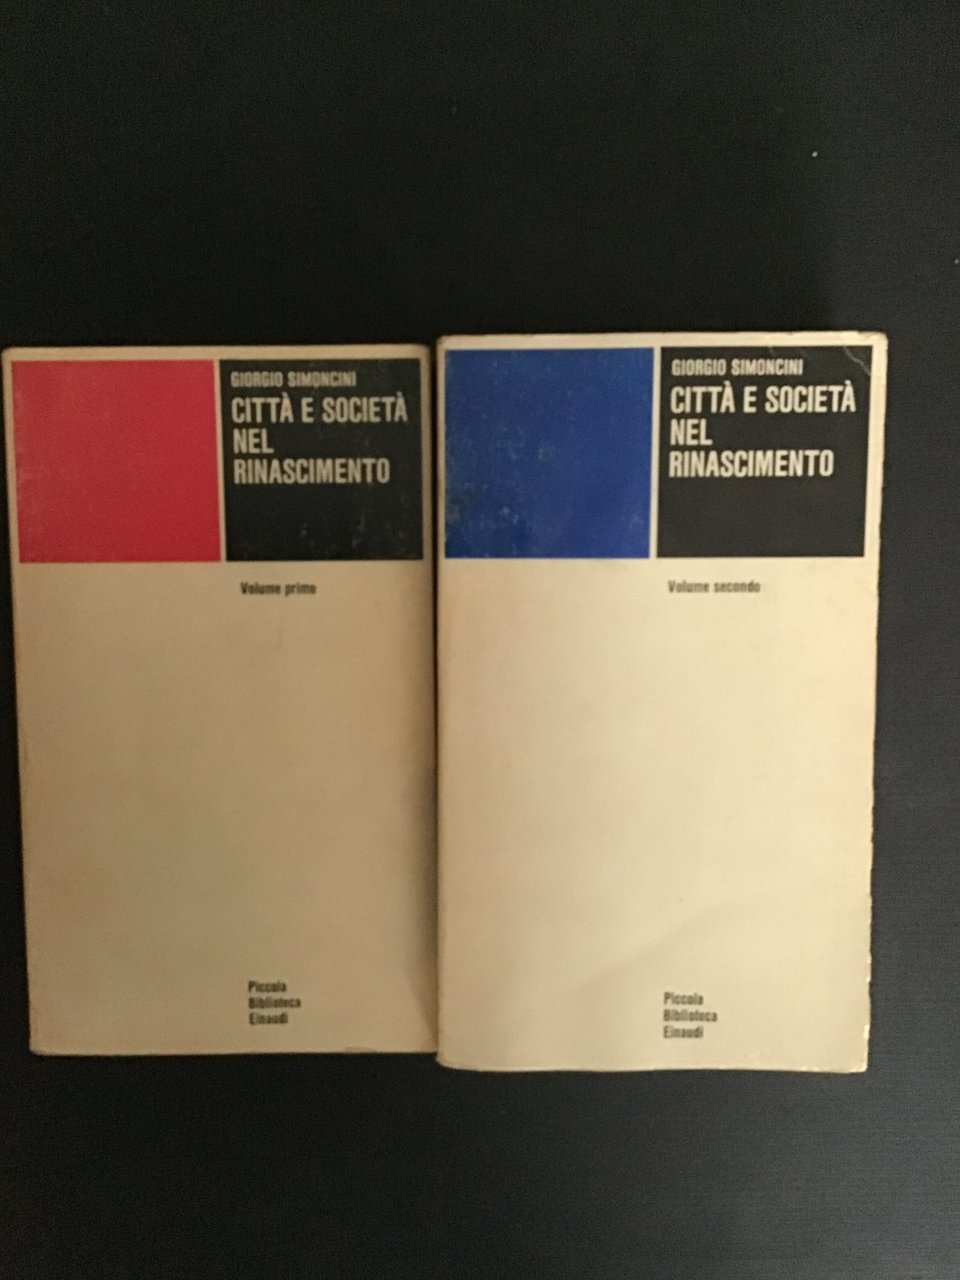 GIORGIO SIMONCINI
CITTÀ E SOCIETÀ
NEL
RINASCIMENTO
Volume primo
Piccola
Biblioteca
Einaudi
GIORGIO SIMONCINI
CITTÀ E SOCIETÀ
NEL
RINASCIMENTO
Volume secondo
Piccola
Biblioteca
Einaudi